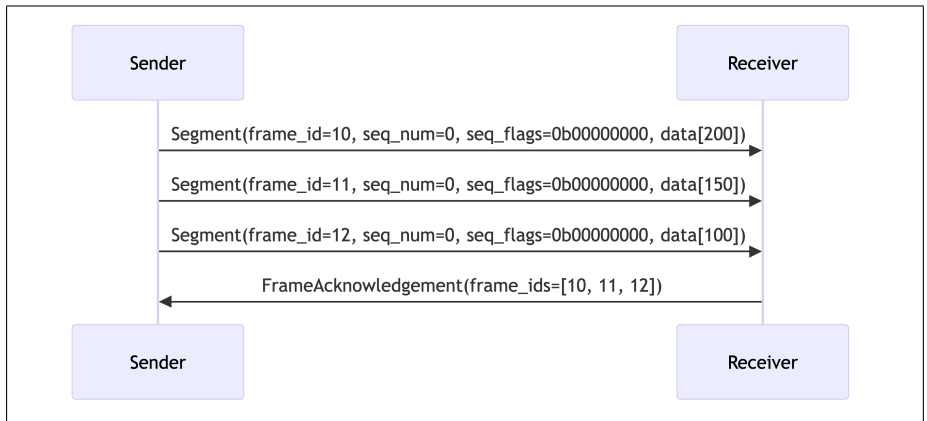 Sender
Receiver
Segment(frame_id=10, seq_num=0, seq_flags=0b00000000, data[200])
Segment(frame_id=11, seq_num=0, seq_flags=0b00000000, data[150])
Segment(frame_id=12, seq_num=0, seq_flags=0b00000000, data[100])
FrameAcknowledgement(frame_ids=[10, 11, 12])
Sender
Receiver